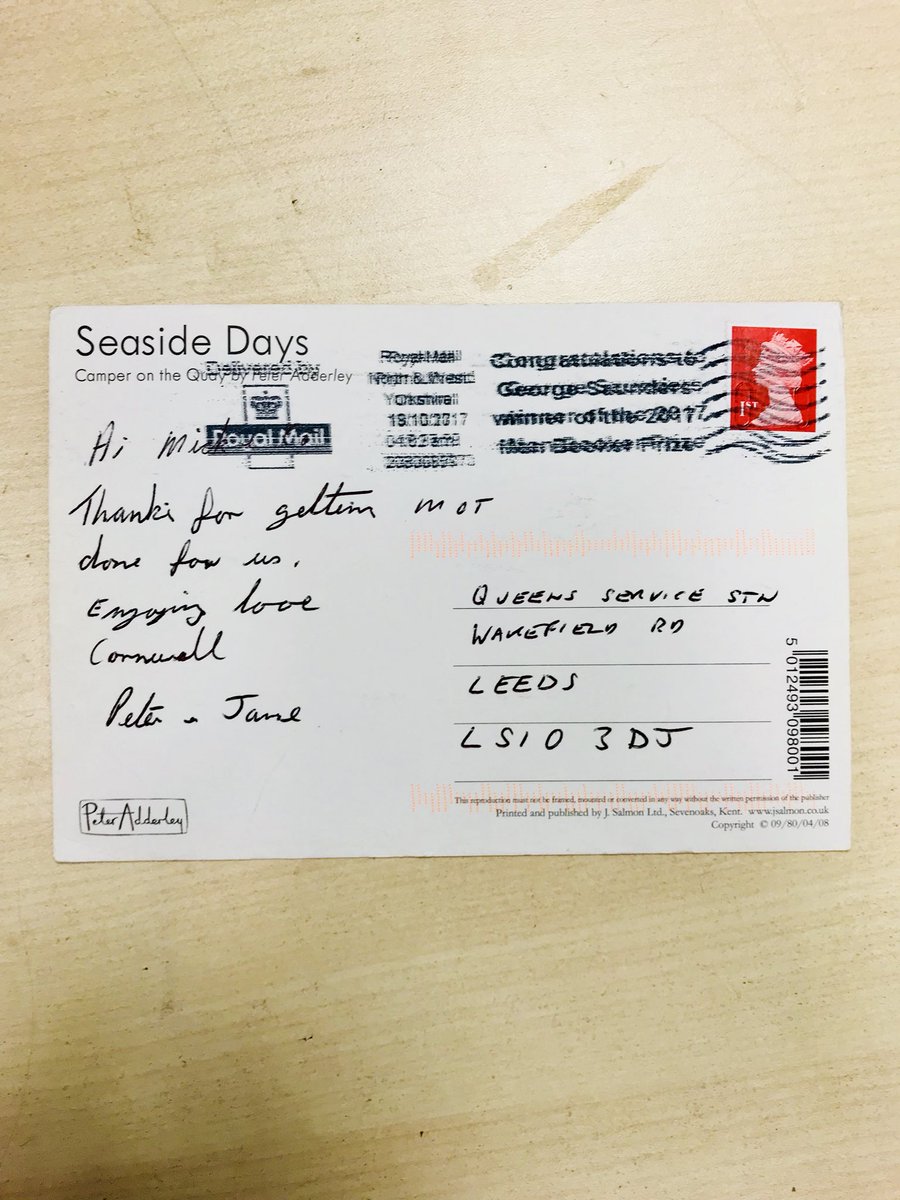 Seaside Days
Camper on the Quay by Peter Adderley
Delivered by
Royal Mail
Royal Mail
North & West
Yorkshire
04:02
Congratulations to
George Saunders
winner of the 2017
Man Booker Prize
1ST
Hi
Thanks for getting MOT
done for us.
Enjoying love
Cornwall
Peter & Jane
QUEENS SERVICE STN
WAKEFIELD RD
LEEDS
LS10 3DJ
5 012493 098001
Peter Adderley
This reproduction must not be framed, mounted or converted in any way without the written permission of the publisher
Printed and published by J. Salmon Ltd., Sevenoaks, Kent. www.jsalmon.co.uk
Copyright © 09/80/04/08